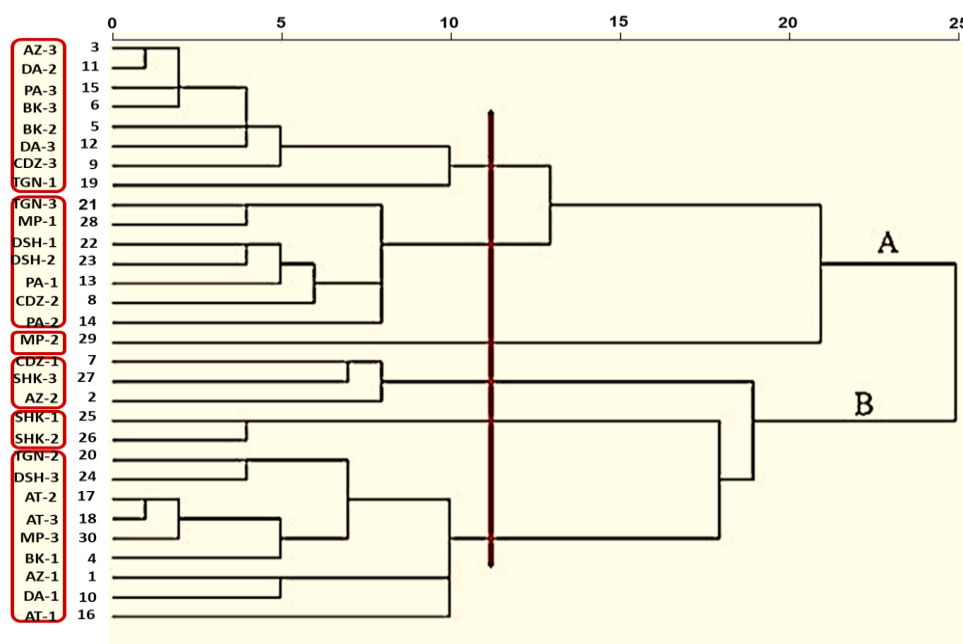 0 5 10 15 20 25
AZ-3 3
DA-2 11
PA-3 15
BK-3 6
BK-2 5
DA-3 12
CDZ-3 9
TGN-1 19
TGN-3 21
MP-1 28
DSH-1 22
DSH-2 23
PA-1 13
CDZ-2 8
PA-2 14
MP-2 29
CDZ-1 7
SHK-3 27
AZ-2 2
SHK-1 25
SHK-2 26
TGN-2 20
DSH-3 24
AT-2 17
AT-3 18
MP-3 30
BK-1 4
AZ-1 1
DA-1 10
AT-1 16
A
B